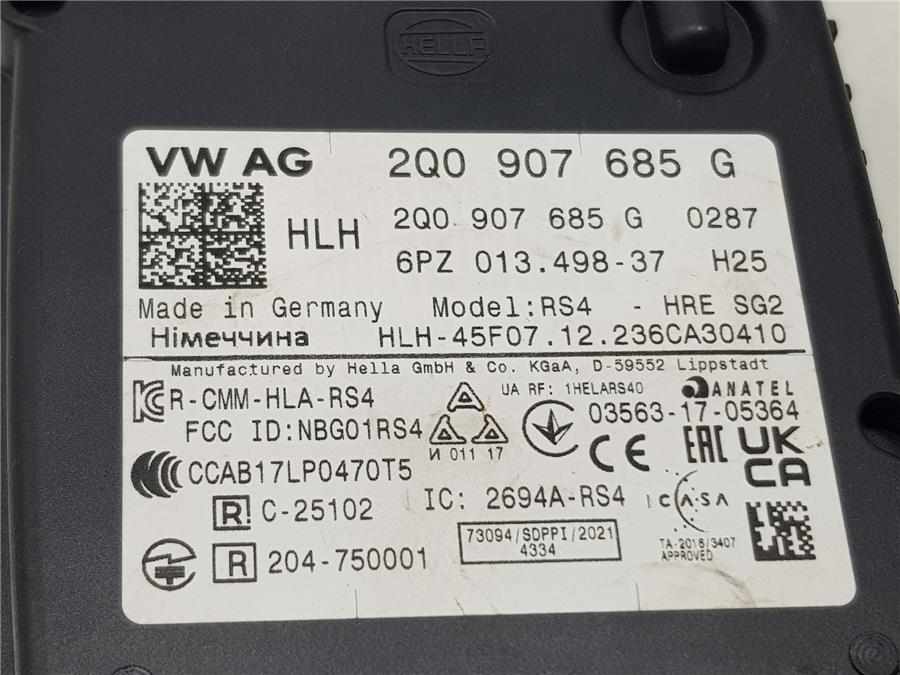 HELLA
VW AG 2Q0 907 685 G
HLH 2Q0 907 685 G 0287
6PZ 013.498-37 H25
Made in Germany Model:RS4 - HRE SG2
Німеччина HLH-45F07.12.236CA30410
Manufactured by Hella GmbH & Co. KGaA, D-59552 Lippstadt
R-CMM-HLA-RS4 UA RF: 1HELARS40 ANATEL
03563-17-05364
FCC ID:NBG01RS4
И 011 17
CE EAC UK CA
CCC CCAB17LP0470T5
R C-25102 IC: 2694A-RS4 ICASA
73094/SDPPI/2021
4334
TA-2016/3407
APPROVED
R 204-750001